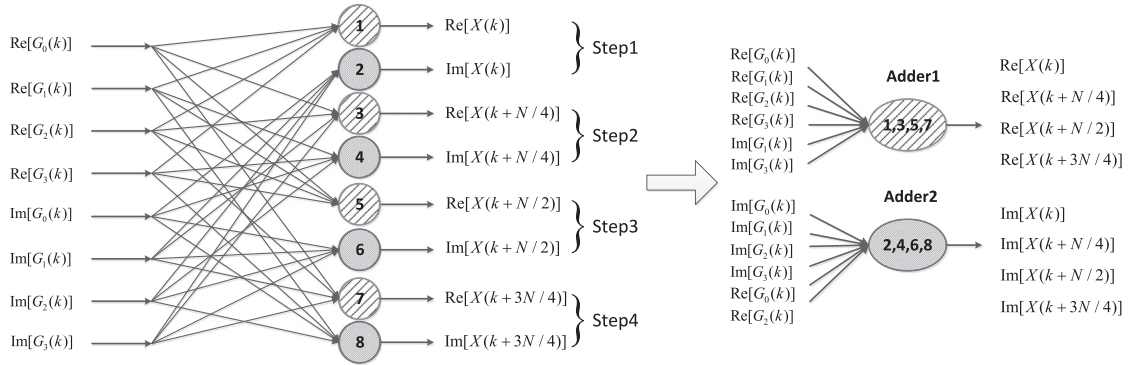 Re[G₀(k)]
Re[G₁(k)]
Re[G₂(k)]
Re[G₃(k)]
Im[G₀(k)]
Im[G₁(k)]
Im[G₂(k)]
Im[G₃(k)]
1
2
3
4
5
6
7
8
Re[X(k)]
Im[X(k)]
Re[X(k+N/4)]
Im[X(k+N/4)]
Re[X(k+N/2)]
Im[X(k+N/2)]
Re[X(k+3N/4)]
Im[X(k+3N/4)]
Step1
Step2
Step3
Step4
Re[G₀(k)]
Re[G₁(k)]
Re[G₂(k)]
Re[G₃(k)]
Im[G₁(k)]
Im[G₃(k)]
Adder1
1,3,5,7
Re[X(k)]
Re[X(k+N/4)]
Re[X(k+N/2)]
Re[X(k+3N/4)]
Im[G₀(k)]
Im[G₁(k)]
Im[G₂(k)]
Im[G₃(k)]
Re[G₀(k)]
Re[G₂(k)]
Adder2
2,4,6,8
Im[X(k)]
Im[X(k+N/4)]
Im[X(k+N/2)]
Im[X(k+3N/4)]